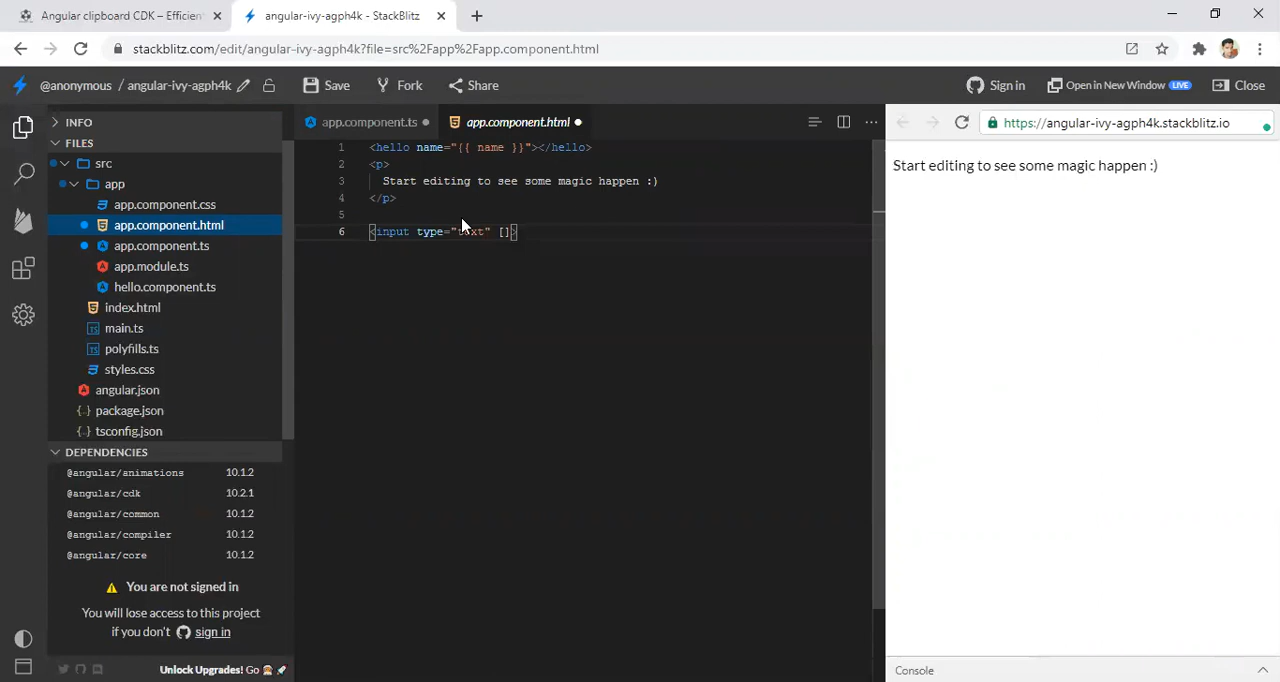 Angular clipboard CDK – Efficien
angular-ivy-agph4k - StackBlitz
stackblitz.com/edit/angular-ivy-agph4k?file=src%2Fapp%2Fapp.component.html
@anonymous / angular-ivy-agph4k
Save
Fork
Share
Sign in
Open in New Window LIVE
Close
INFO
FILES
src
app
app.component.css
app.component.html
app.component.ts
app.module.ts
hello.component.ts
index.html
main.ts
polyfills.ts
styles.css
angular.json
package.json
tsconfig.json
DEPENDENCIES
@angular/animations 10.1.2
@angular/cdk 10.2.1
@angular/common 10.1.2
@angular/compiler 10.1.2
@angular/core 10.1.2
You are not signed in
You will lose access to this project
if you don't sign in
Unlock Upgrades! Go
app.component.ts
app.component.html
1 <hello name="{{ name }}"></hello>
2 <p>
3 Start editing to see some magic happen :)
4 </p>
5
6 <input type="text" []>
https://angular-ivy-agph4k.stackblitz.io
Start editing to see some magic happen :)
Console